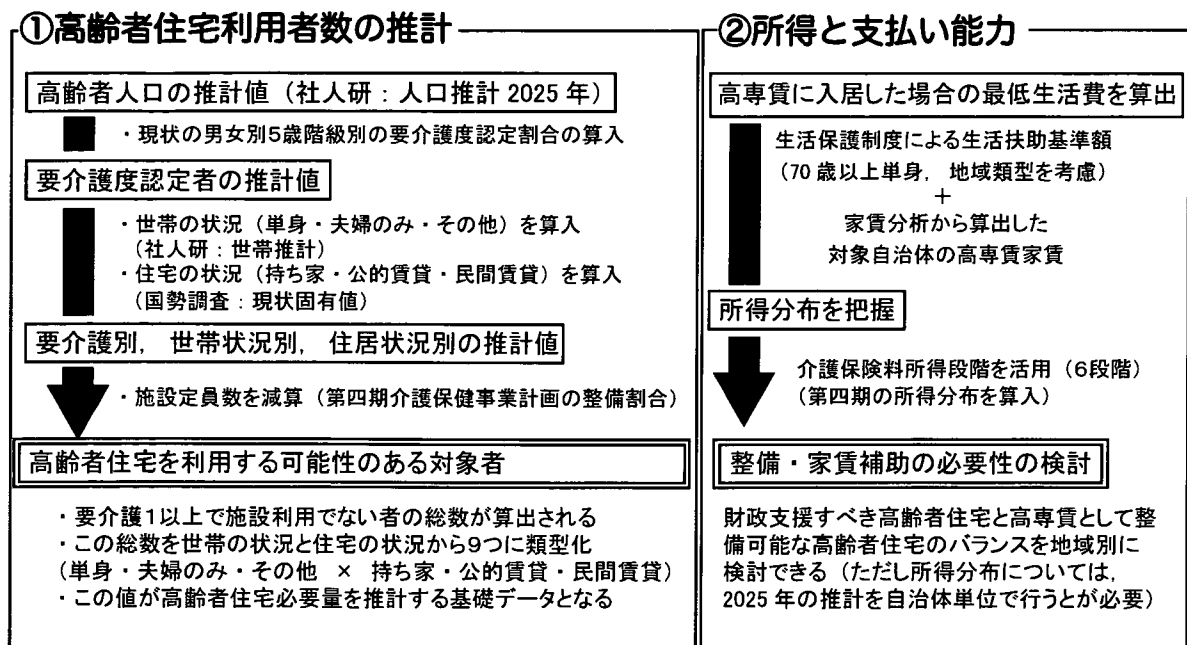 ①高齢者住宅利用者数の推計
高齢者人口の推計値（社人研：人口推計 2025 年）
・現状の男女別5歳階級別の要介護度認定割合の算入
要介護度認定者の推計値
・世帯の状況（単身・夫婦のみ・その他）を算入
（社人研：世帯推計）
・住宅の状況（持ち家・公的賃貸・民間賃貸）を算入
（国勢調査：現状固有値）
要介護別，世帯状況別，住居状況別の推計値
・施設定員数を減算（第四期介護保健事業計画の整備割合）
高齢者住宅を利用する可能性のある対象者
・要介護1以上で施設利用でない者の総数が算出される
・この総数を世帯の状況と住宅の状況から9つに類型化
（単身・夫婦のみ・その他 × 持ち家・公的賃貸・民間賃貸）
・この値が高齢者住宅必要量を推計する基礎データとなる
②所得と支払い能力
高専賃に入居した場合の最低生活費を算出
生活保護制度による生活扶助基準額
（70 歳以上単身，地域類型を考慮）
＋
家賃分析から算出した
対象自治体の高専賃家賃
所得分布を把握
介護保険料所得段階を活用（6段階）
（第四期の所得分布を算入）
整備・家賃補助の必要性の検討
財政支援すべき高齢者住宅と高専賃として整
備可能な高齢者住宅のバランスを地域別に
検討できる（ただし所得分布については，
2025 年の推計を自治体単位で行うとが必要）